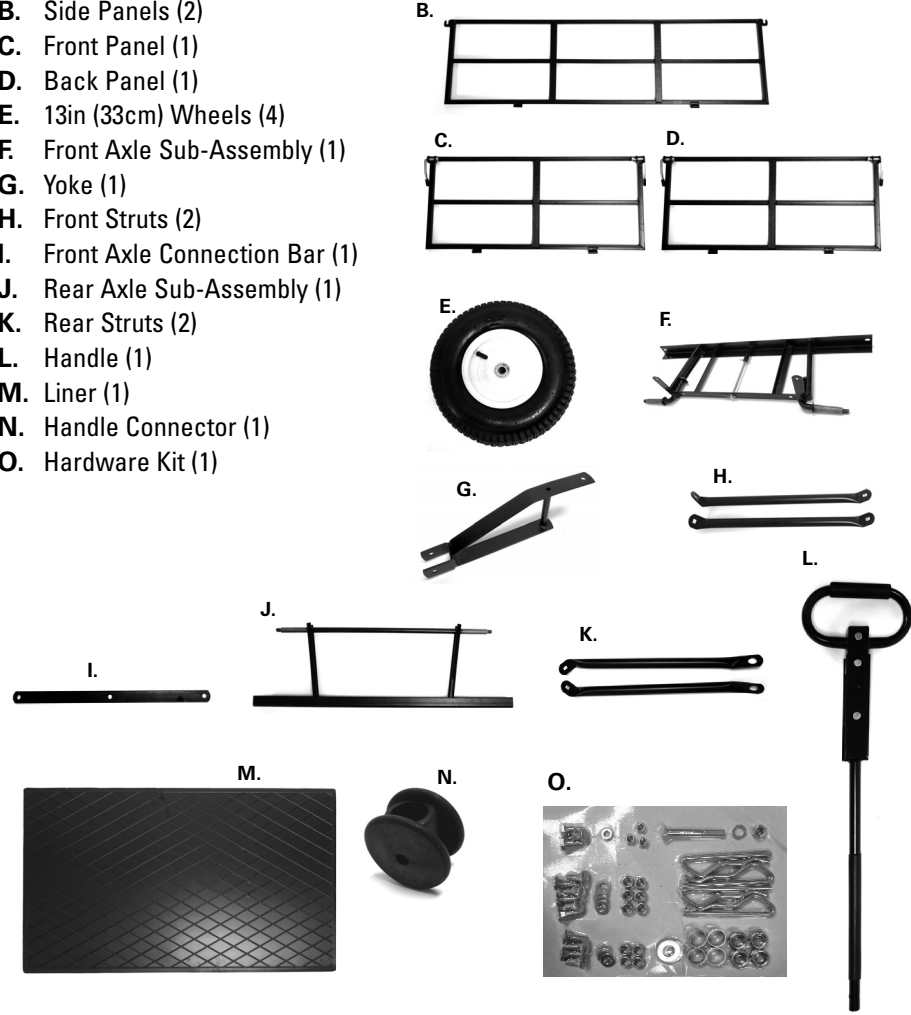 B. Side Panels (2)
C. Front Panel (1)
D. Back Panel (1)
E. 13in (33cm) Wheels (4)
F. Front Axle Sub-Assembly (1)
G. Yoke (1)
H. Front Struts (2)
I. Front Axle Connection Bar (1)
J. Rear Axle Sub-Assembly (1)
K. Rear Struts (2)
L. Handle (1)
M. Liner (1)
N. Handle Connector (1)
O. Hardware Kit (1)
B.
C.
D.
E.
F.
G.
H.
L.
J.
K.
I.
M.
N.
O.